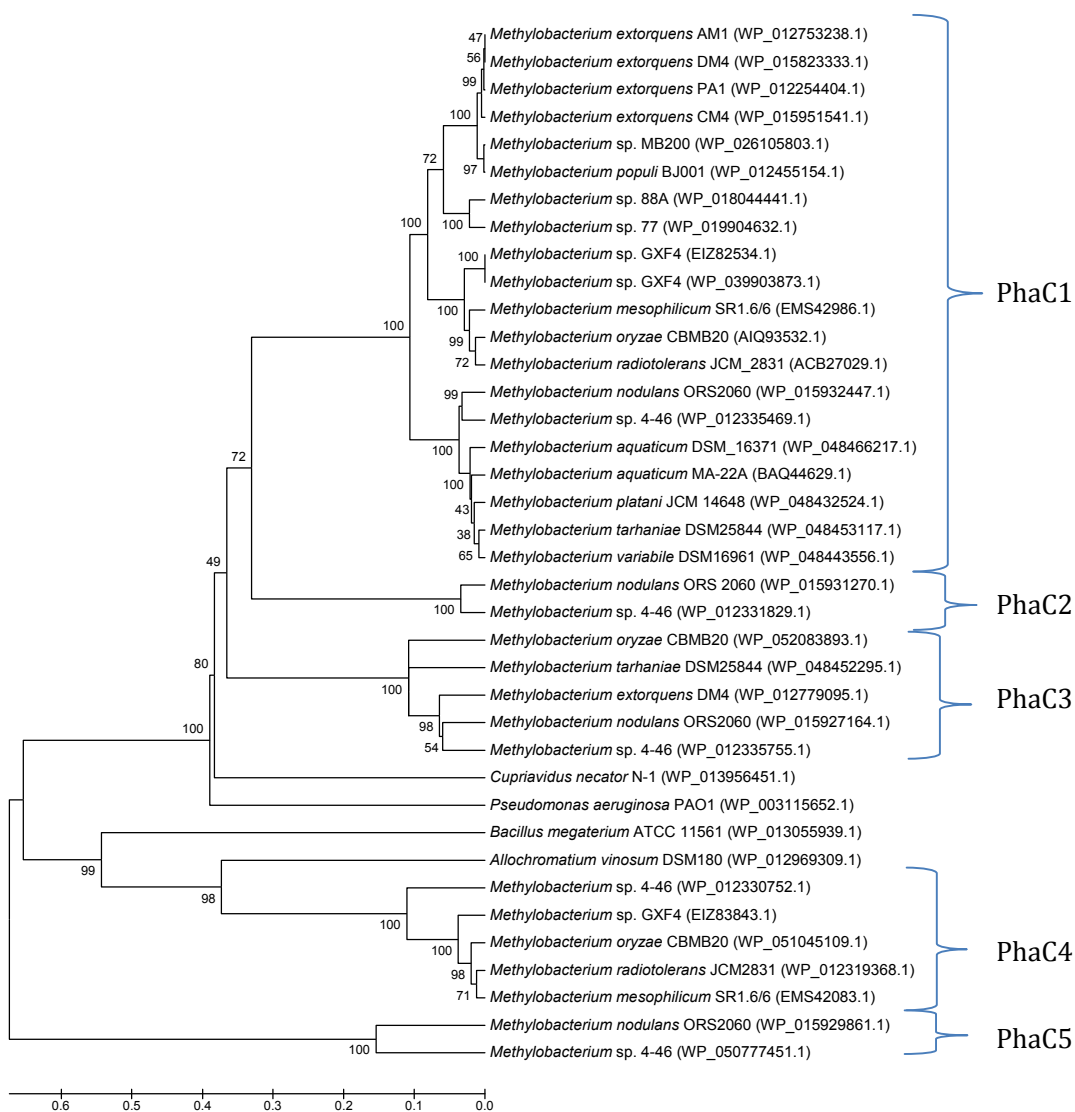 Methylobacterium extorquens AM1 (WP_012753238.1)
Methylobacterium extorquens DM4 (WP_015823333.1)
Methylobacterium extorquens PA1 (WP_012254404.1)
Methylobacterium extorquens CM4 (WP_015951541.1)
Methylobacterium sp. MB200 (WP_026105803.1)
Methylobacterium populi BJ001 (WP_012455154.1)
Methylobacterium sp. 88A (WP_018044441.1)
Methylobacterium sp. 77 (WP_019904632.1)
Methylobacterium sp. GXF4 (EIZ82534.1)
Methylobacterium sp. GXF4 (WP_039903873.1)
Methylobacterium mesophilicum SR1.6/6 (EMS42986.1)
Methylobacterium oryzae CBMB20 (AIQ93532.1)
Methylobacterium radiotolerans JCM_2831 (ACB27029.1)
Methylobacterium nodulans ORS2060 (WP_015932447.1)
Methylobacterium sp. 4-46 (WP_012335469.1)
Methylobacterium aquaticum DSM_16371 (WP_048466217.1)
Methylobacterium aquaticum MA-22A (BAQ44629.1)
Methylobacterium platani JCM 14648 (WP_048432524.1)
Methylobacterium tarhaniae DSM25844 (WP_048453117.1)
Methylobacterium variabile DSM16961 (WP_048443556.1)
Methylobacterium nodulans ORS 2060 (WP_015931270.1)
Methylobacterium sp. 4-46 (WP_012331829.1)
Methylobacterium oryzae CBMB20 (WP_052083893.1)
Methylobacterium tarhaniae DSM25844 (WP_048452295.1)
Methylobacterium extorquens DM4 (WP_012779095.1)
Methylobacterium nodulans ORS2060 (WP_015927164.1)
Methylobacterium sp. 4-46 (WP_012335755.1)
Cupriavidus necator N-1 (WP_013956451.1)
Pseudomonas aeruginosa PAO1 (WP_003115652.1)
Bacillus megaterium ATCC 11561 (WP_013055939.1)
Allochromatium vinosum DSM180 (WP_012969309.1)
Methylobacterium sp. 4-46 (WP_012330752.1)
Methylobacterium sp. GXF4 (EIZ83843.1)
Methylobacterium oryzae CBMB20 (WP_051045109.1)
Methylobacterium radiotolerans JCM2831 (WP_012319368.1)
Methylobacterium mesophilicum SR1.6/6 (EMS42083.1)
Methylobacterium nodulans ORS2060 (WP_015929861.1)
Methylobacterium sp. 4-46 (WP_050777451.1)
PhaC1
PhaC2
PhaC3
PhaC4
PhaC5
47
56
99
100
97
72
100
100
100
100
99
72
100
99
100
100
43
38
65
72
100
49
100
98
54
80
100
99
98
100
100
98
71
100
0.6 0.5 0.4 0.3 0.2 0.1 0.0